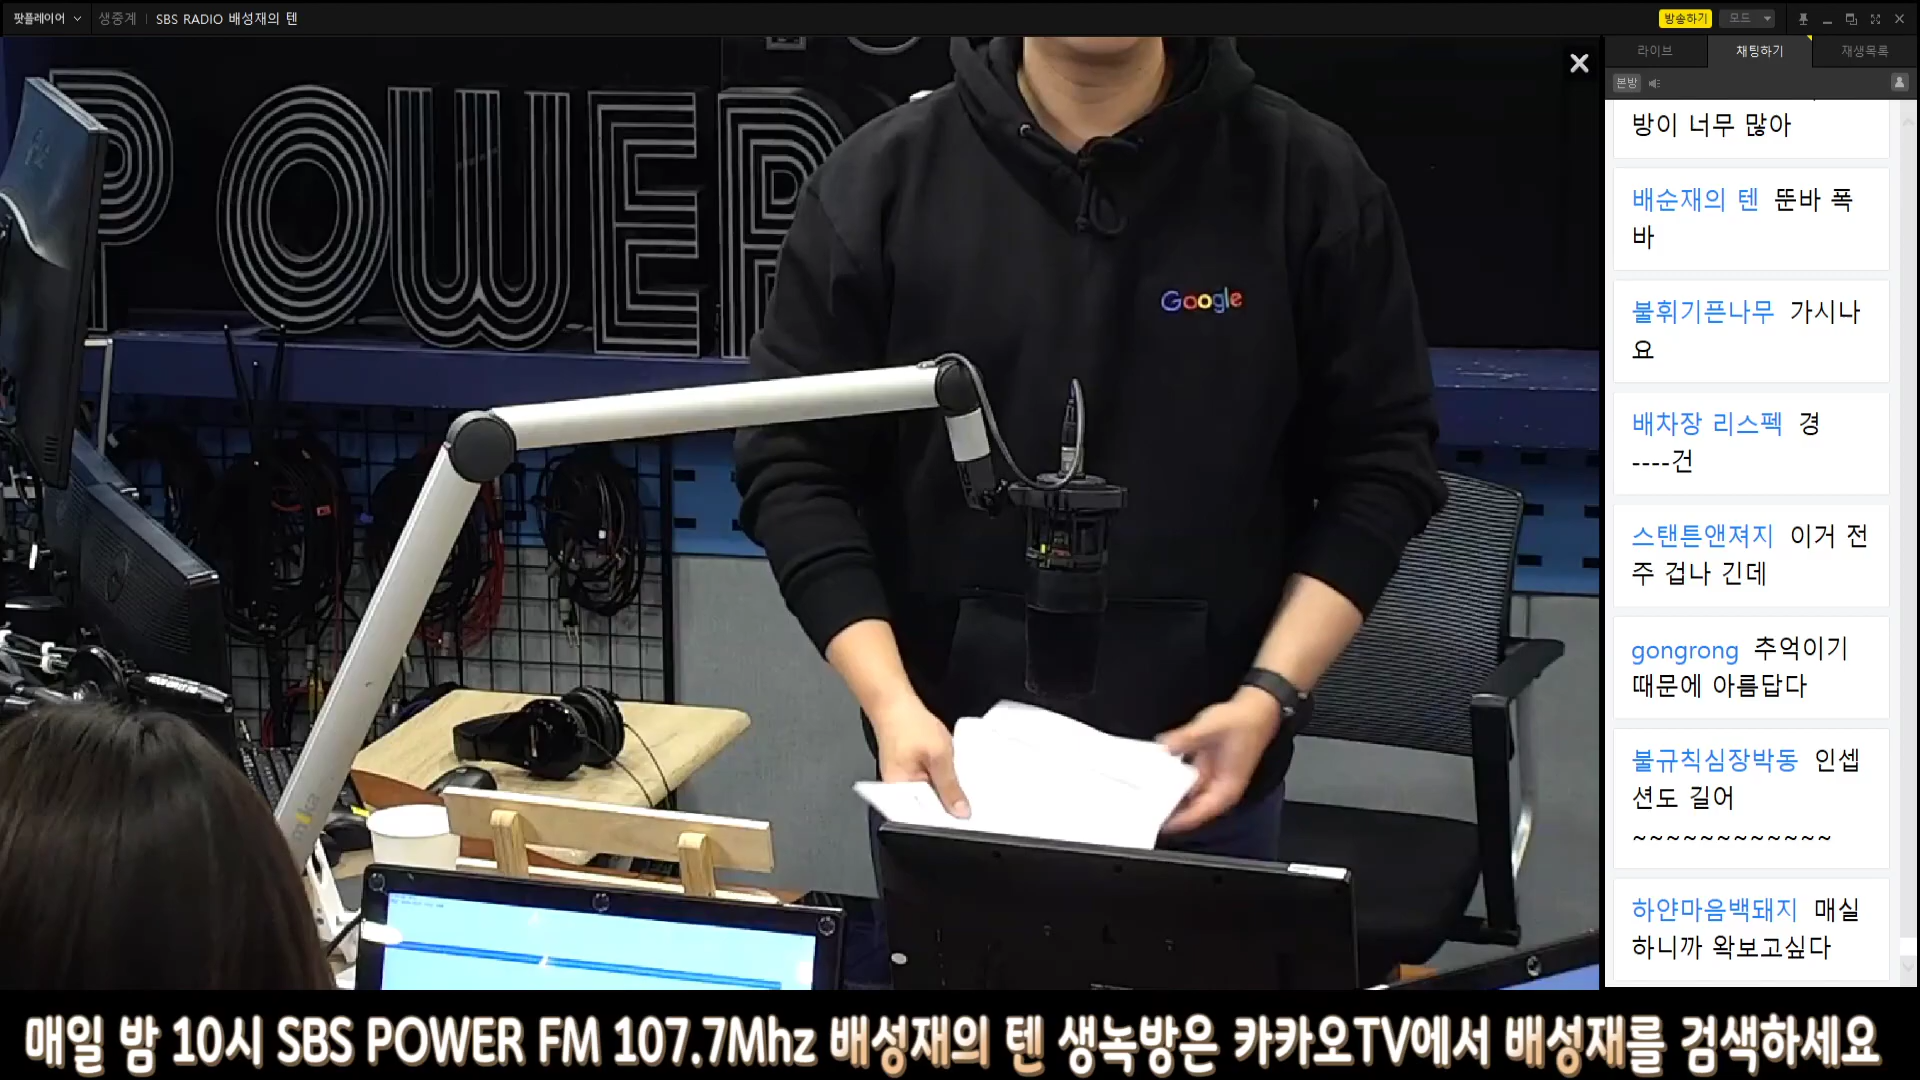 팟플레이어
생중계 | SBS RADIO 배성재의 텐
방송하기
모드
라이브
채팅하기
재생목록
본방
POWER
Google
방이 너무 많아
배순재의 텐 뚠바 폭
바
불휘기픈나무 가시나
요
배차장 리스펙 경
----건
스탠튼앤져지 이거 전
주 겁나 긴데
gongrong 추억이기
때문에 아름답다
불규칙심장박동 인셉
션도 길어
~~~~~~~~~~~~
하얀마음백돼지 매실
하니까 왁보고싶다
mika
매일 밤 10시 SBS POWER FM 107.7Mhz 배성재의 텐 생녹방은 카카오TV에서 배성재를 검색하세요